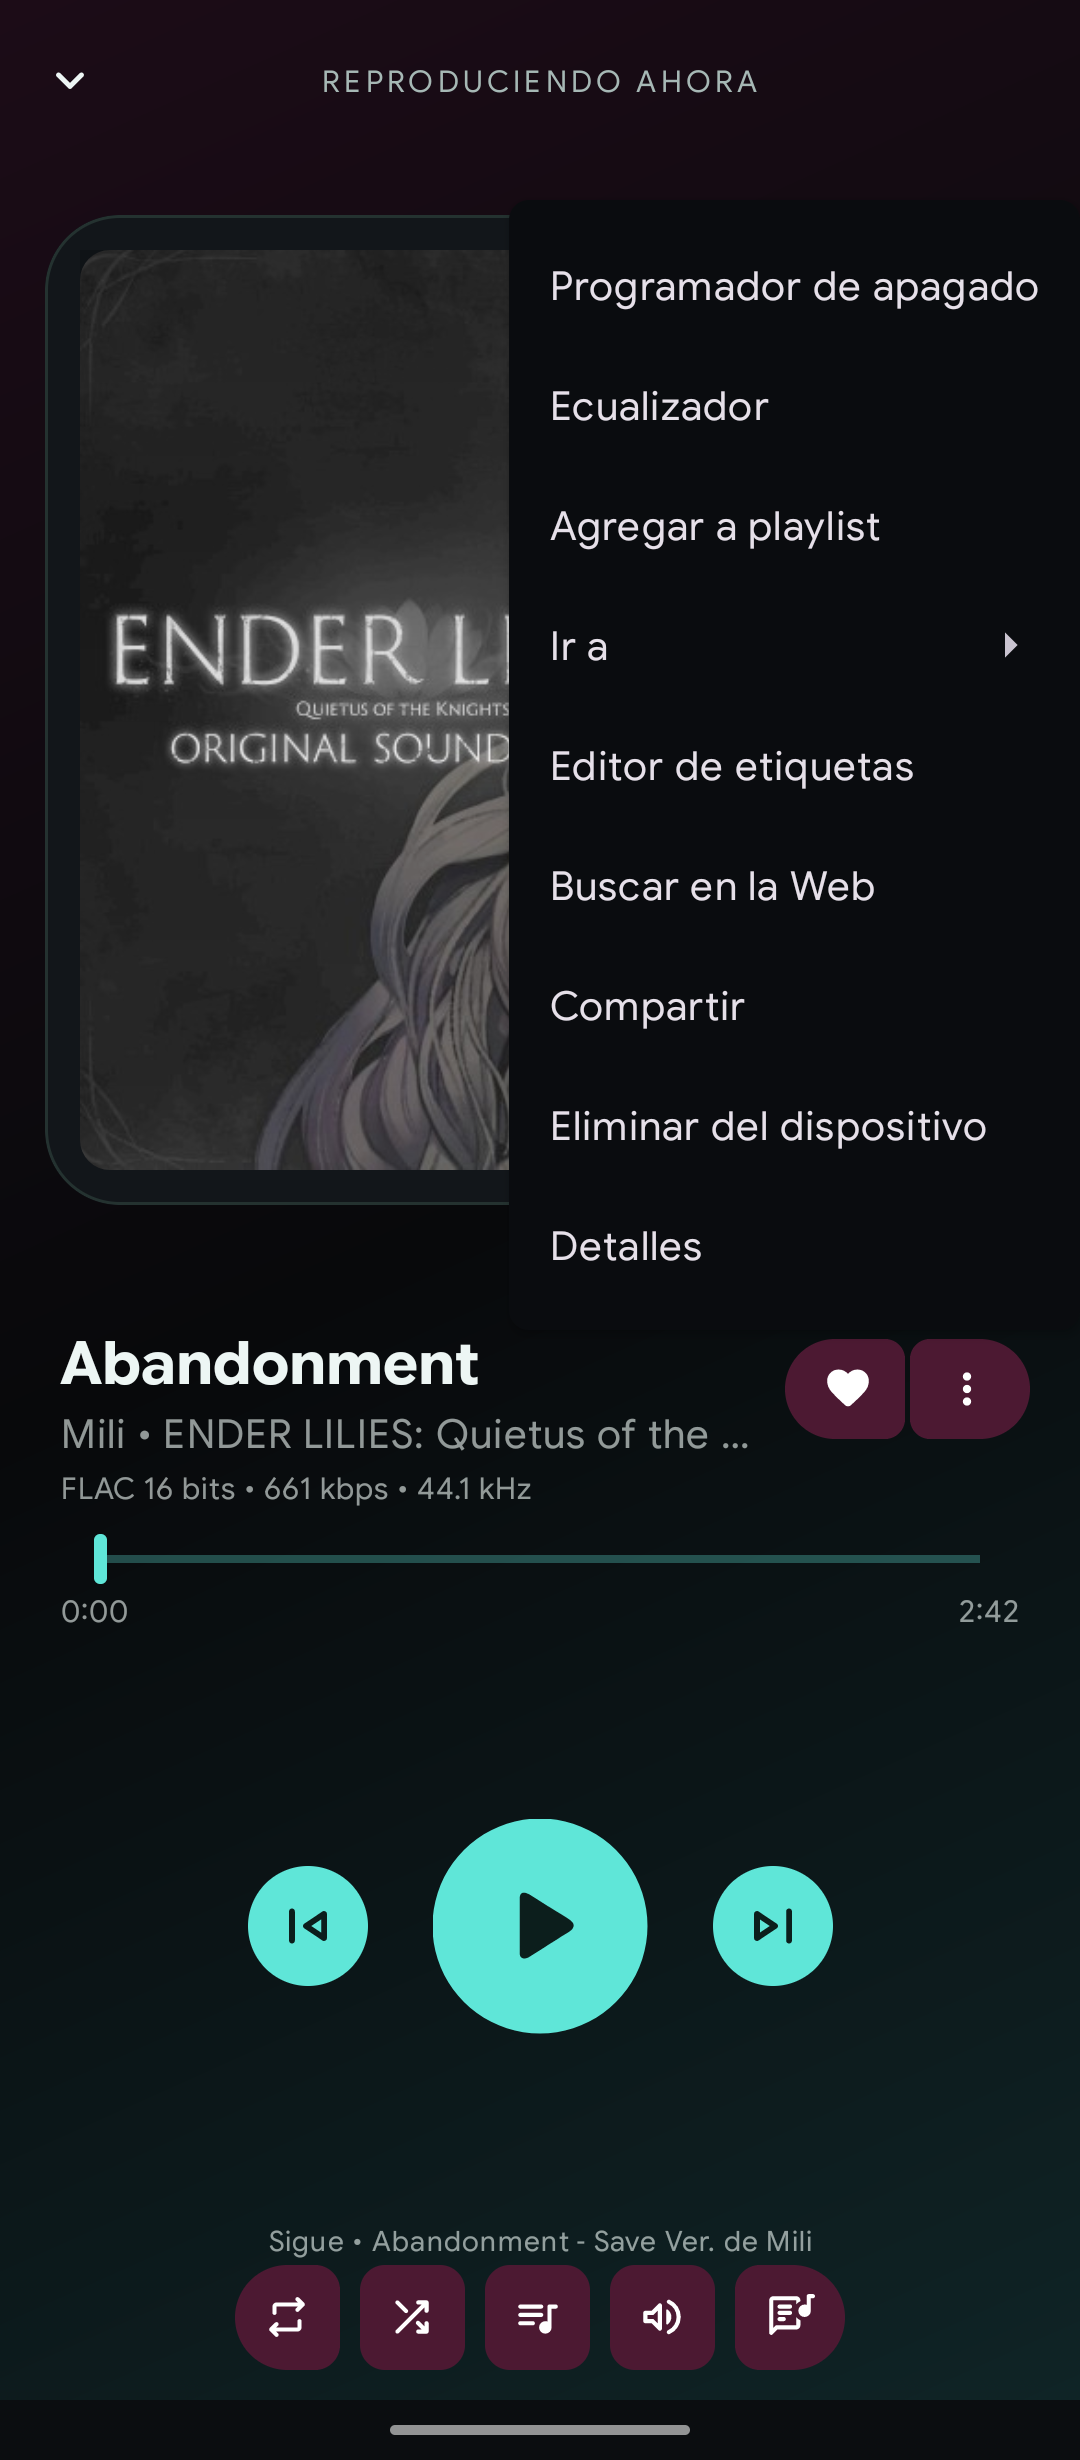 REPRODUCIENDO AHORA
Programador de apagado
Ecualizador
Agregar a playlist
Ir a
Editor de etiquetas
Buscar en la Web
Compartir
Eliminar del dispositivo
Detalles
ENDER
QUIETUS OF THE KNIGHTS
ORIGINAL SOUND
Abandonment
Mili • ENDER LILIES: Quietus of the ...
FLAC 16 bits • 661 kbps • 44.1 kHz
0:00
2:42
Sigue • Abandonment - Save Ver. de Mili